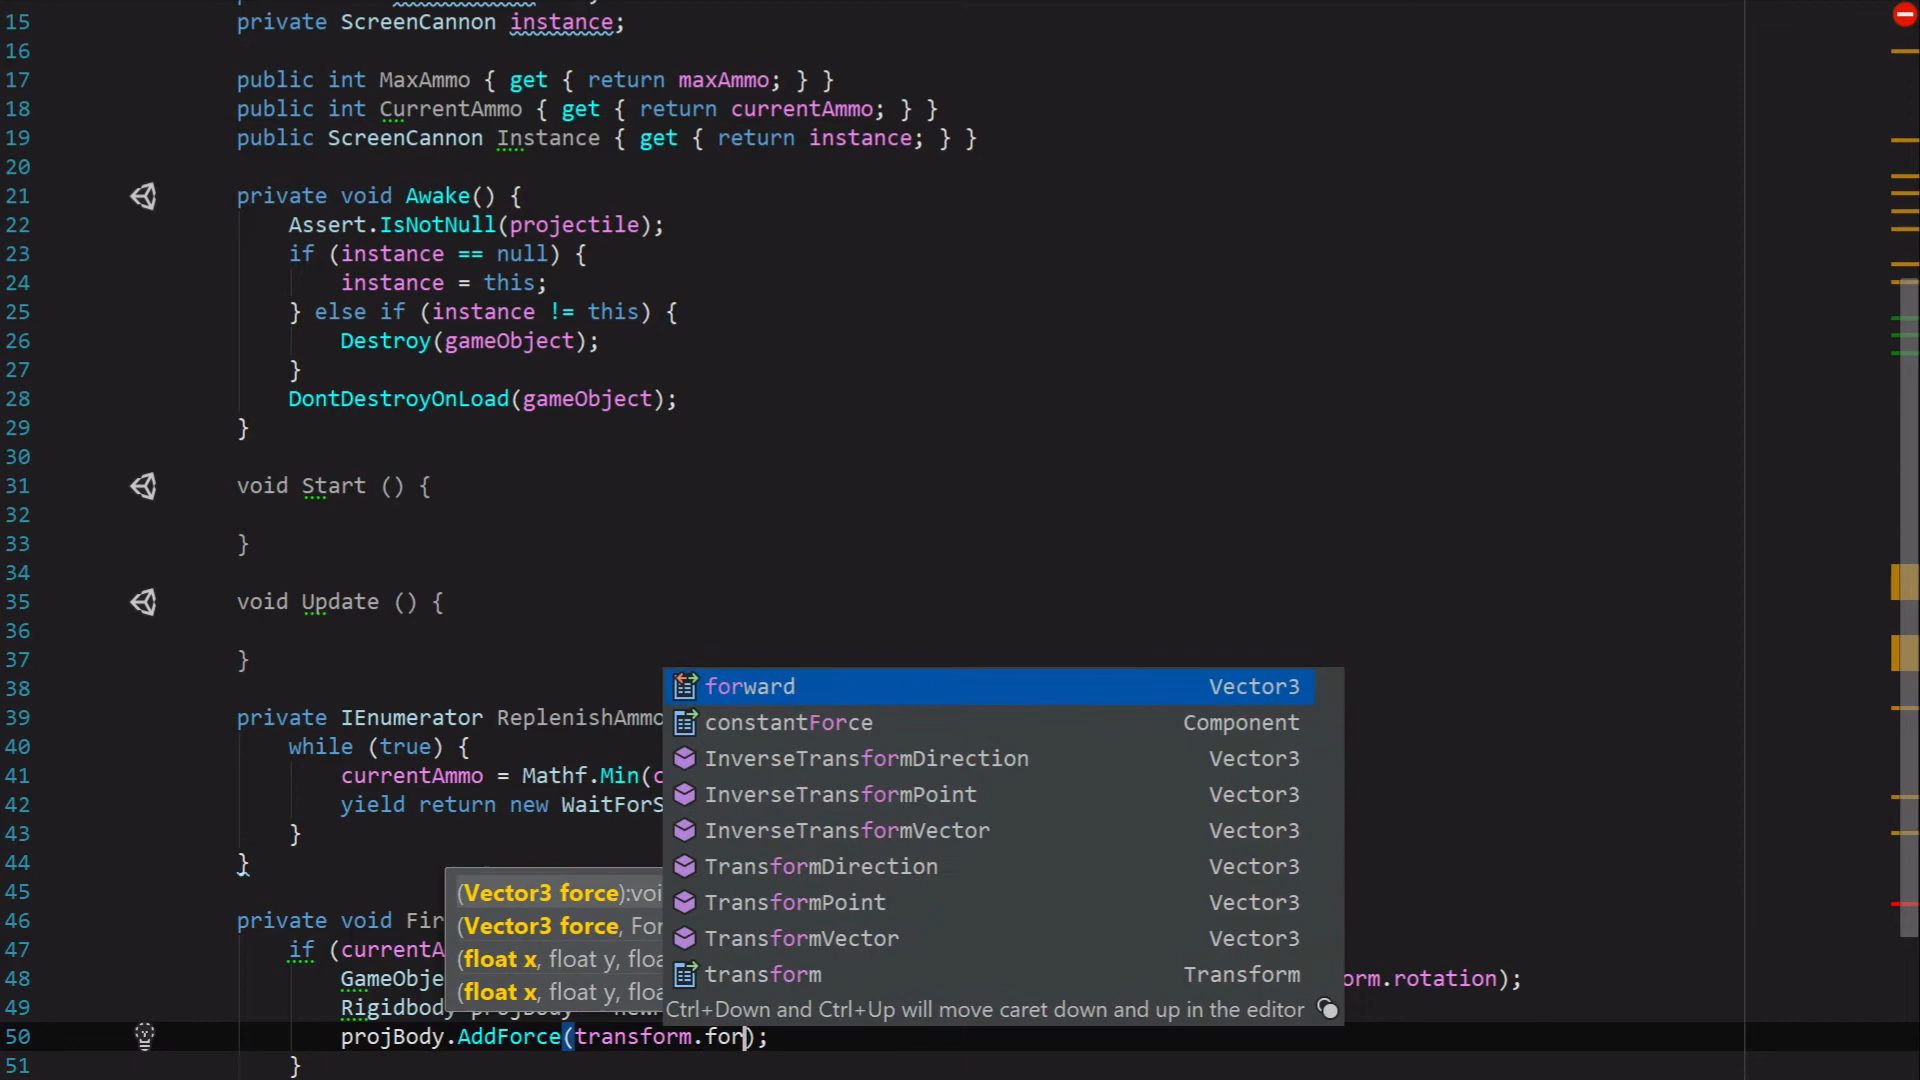 15 private ScreenCannon instance;
16
17 public int MaxAmmo { get { return maxAmmo; } }
18 public int CurrentAmmo { get { return currentAmmo; } }
19 public ScreenCannon Instance { get { return instance; } }
20
21 private void Awake() {
22 Assert.IsNotNull(projectile);
23 if (instance == null) {
24 instance = this;
25 } else if (instance != this) {
26 Destroy(gameObject);
27 }
28 DontDestroyOnLoad(gameObject);
29 }
30
31 void Start () {
32
33 }
34
35 void Update () {
36
37 }
38
39 private IEnumerator ReplenishAmmo
40 while (true) {
41 currentAmmo = Mathf.Min(c
42 yield return new WaitForS
43 }
44 }
45
46 private void Fir
47 if (currentA
48 GameObje rm.rotation);
49 Rigidbody
50 projBody.AddForce(transform.for);
51 }
forward Vector3
constantForce Component
InverseTransformDirection Vector3
InverseTransformPoint Vector3
InverseTransformVector Vector3
TransformDirection Vector3
TransformPoint Vector3
TransformVector Vector3
transform Transform
Ctrl+Down and Ctrl+Up will move caret down and up in the editor
(Vector3 force):voi
(Vector3 force, For
(float x, float y, floa
(float x, float y, floa